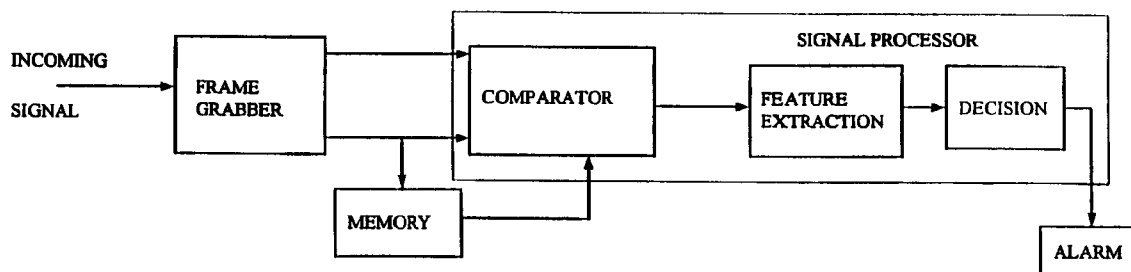 INCOMING
SIGNAL
FRAME
GRABBER
MEMORY
SIGNAL PROCESSOR
COMPARATOR
FEATURE
EXTRACTION
DECISION
ALARM